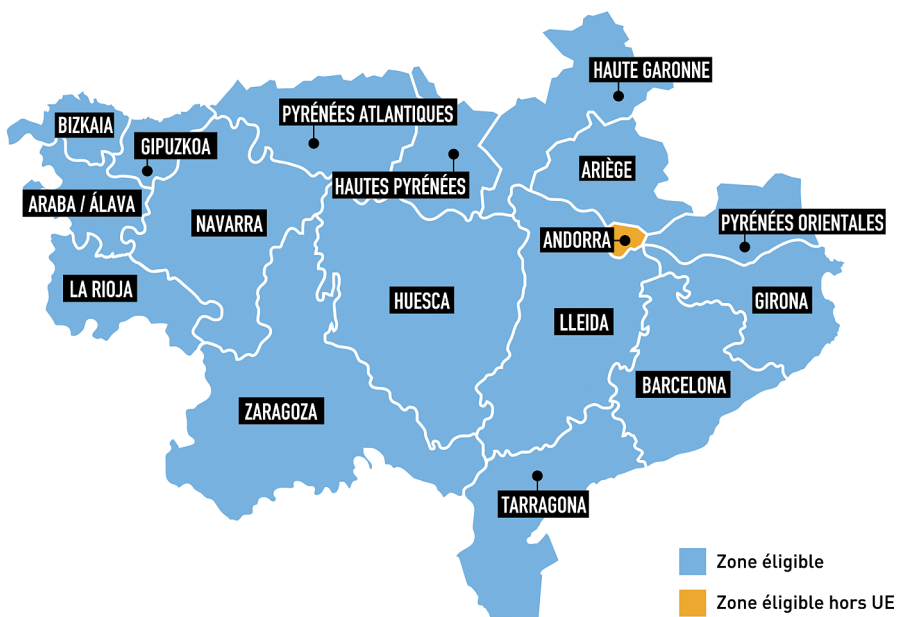 HAUTE GARONNE
PYRÉNÉES ATLANTIQUES
BIZKAIA
GIPUZKOA
ARIÈGE
HAUTES PYRÉNÉES
ARABA / ÁLAVA
NAVARRA
PYRÉNÉES ORIENTALES
ANDORRA
LA RIOJA
HUESCA
GIRONA
LLEIDA
BARCELONA
ZARAGOZA
TARRAGONA
Zone éligible
Zone éligible hors UE